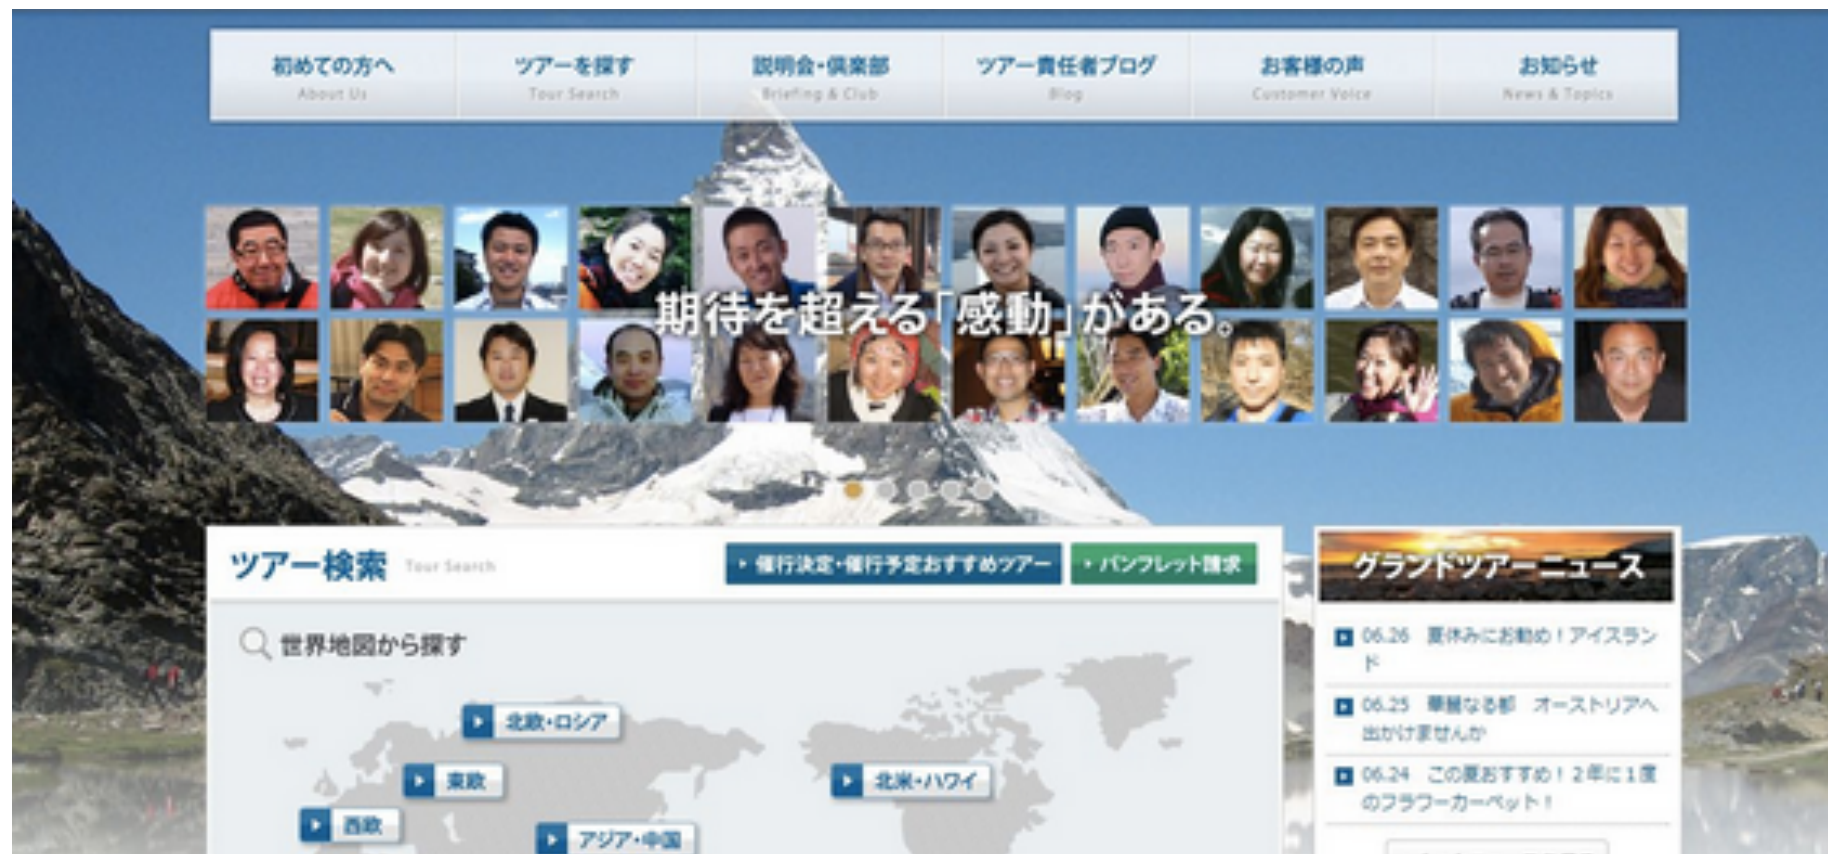 初めての方へ
About Us
ツアーを探す
Tour Search
説明会・倶楽部
Briefing & Club
ツアー責任者ブログ
Blog
お客様の声
Customer Voice
お知らせ
News & Topics
期待を超える「感動」がある。
ツアー検索 Tour Search
催行決定・催行予定おすすめツアー
パンフレット請求
世界地図から探す
北欧・ロシア
東欧
北米・ハワイ
西欧
アジア・中国
グランドツアーニュース
06.26 夏休みにお勧め！アイスラン
ド
06.25 華麗なる都 オーストリアへ
出かけませんか
06.24 この夏おすすめ！２年に１度
のフラワーカーペット！